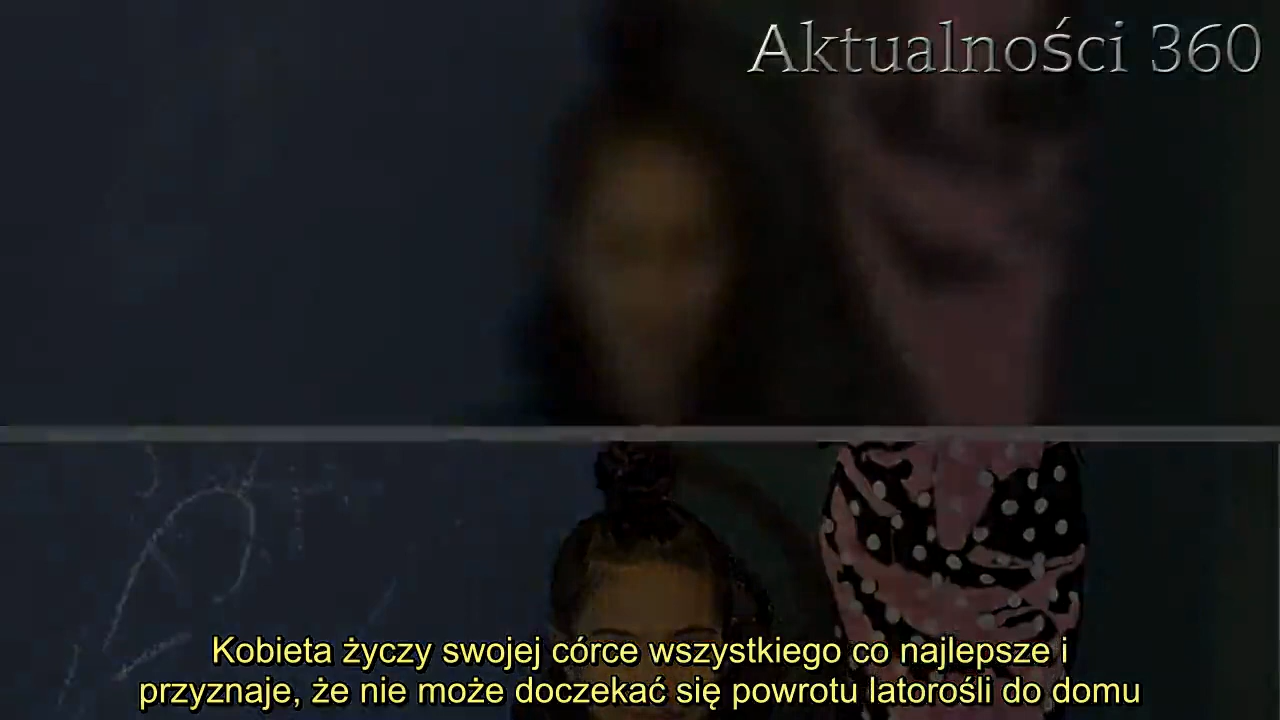 Aktualności 360
Kobieta życzy swojej córce wszystkiego co najlepsze i
przyznaje, że nie może doczekać się powrotu latorośli do domu